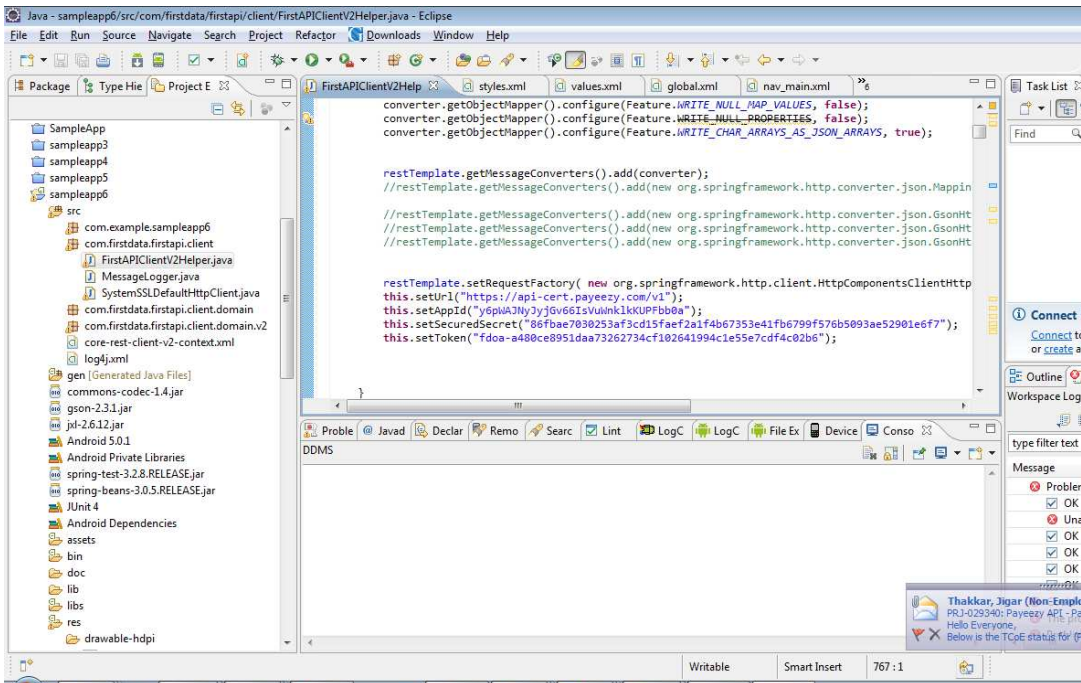 Java - sampleapp6/src/com/firstdata/firstapi/client/FirstAPIClientV2Helper.java - Eclipse
File Edit Run Source Navigate Search Project Refactor Downloads Window Help
Package Type Hie Project E
FirstAPIClientV2Help styles.xml values.xml global.xml nav_main.xml »6
Task List
Find
SampleApp
sampleapp3
sampleapp4
sampleapp5
sampleapp6
src
com.example.sampleapp6
com.firstdata.firstapi.client
FirstAPIClientV2Helper.java
MessageLogger.java
SystemSSLDefaultHttpClient.java
com.firstdata.firstapi.client.domain
com.firstdata.firstapi.client.domain.v2
core-rest-client-v2-context.xml
log4j.xml
gen [Generated Java Files]
commons-codec-1.4.jar
gson-2.3.1.jar
jxl-2.6.12.jar
Android 5.0.1
Android Private Libraries
spring-test-3.2.8.RELEASE.jar
spring-beans-3.0.5.RELEASE.jar
JUnit 4
Android Dependencies
assets
bin
doc
lib
libs
res
drawable-hdpi
converter.getObjectMapper().configure(Feature.WRITE_NULL_MAP_VALUES, false);
converter.getObjectMapper().configure(Feature.WRITE_NULL_PROPERTIES, false);
converter.getObjectMapper().configure(Feature.WRITE_CHAR_ARRAYS_AS_JSON_ARRAYS, true);
restTemplate.getMessageConverters().add(converter);
//restTemplate.getMessageConverters().add(new org.springframework.http.converter.json.Mappin
//restTemplate.getMessageConverters().add(new org.springframework.http.converter.json.GsonHt
//restTemplate.getMessageConverters().add(new org.springframework.http.converter.json.GsonHt
//restTemplate.getMessageConverters().add(new org.springframework.http.converter.json.GsonHt
restTemplate.setRequestFactory( new org.springframework.http.client.HttpComponentsClientHttp
this.setUrl("https://api-cert.payeezy.com/v1");
this.setAppId("y6pWAJNyJyjGv66IsVuWnklkKUPFbb0a");
this.setSecuredSecret("86fbae7030253af3cd15faef2a1f4b67353e41fb6799f576b5093ae52901e6f7");
this.setToken("fdoa-a480ce8951daa73262734cf102641994c1e55e7cdf4c02b6");
}
Connect
Connect to
or create a
Outline
Workspace Log
type filter text
Message
Problem
OK
Una
OK
OK
OK
Proble Javad Declar Remo Searc Lint LogC LogC File Ex Device Conso
DDMS
Thakkar, Jigar (Non-Emplo
PRJ-029340: Payeezy API - Pa
Hello Everyone,
Below is the TCoE status for (P
Writable Smart Insert 767 : 1